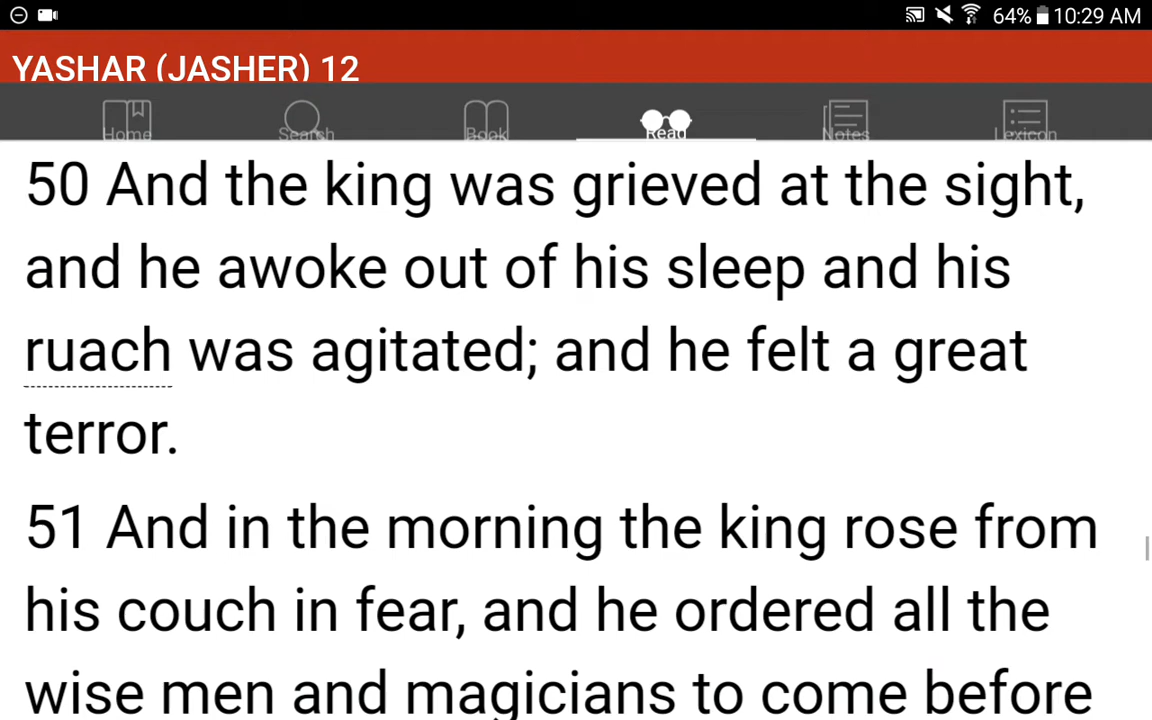 64% 10:29 AM
YASHAR (JASHER) 12
Home Search Book Read Notes Lexicon
50 And the king was grieved at the sight,
and he awoke out of his sleep and his
ruach was agitated; and he felt a great
terror.
51 And in the morning the king rose from
his couch in fear, and he ordered all the
wise men and magicians to come before